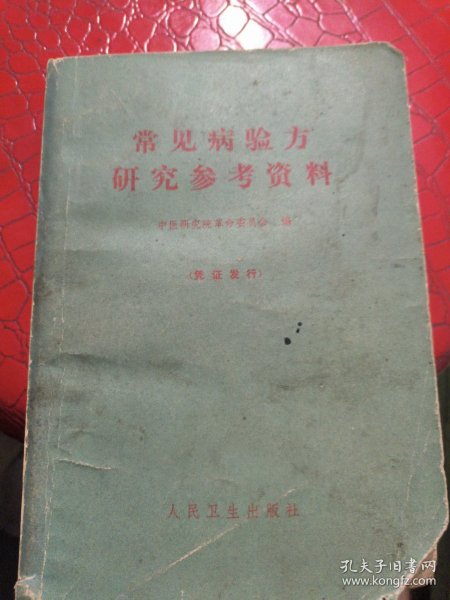 常见病验方
研究参考资料
中医研究院革命委员会 编
(凭证发行)
人民卫生出版社
孔夫子旧书网
www.kongfz.com